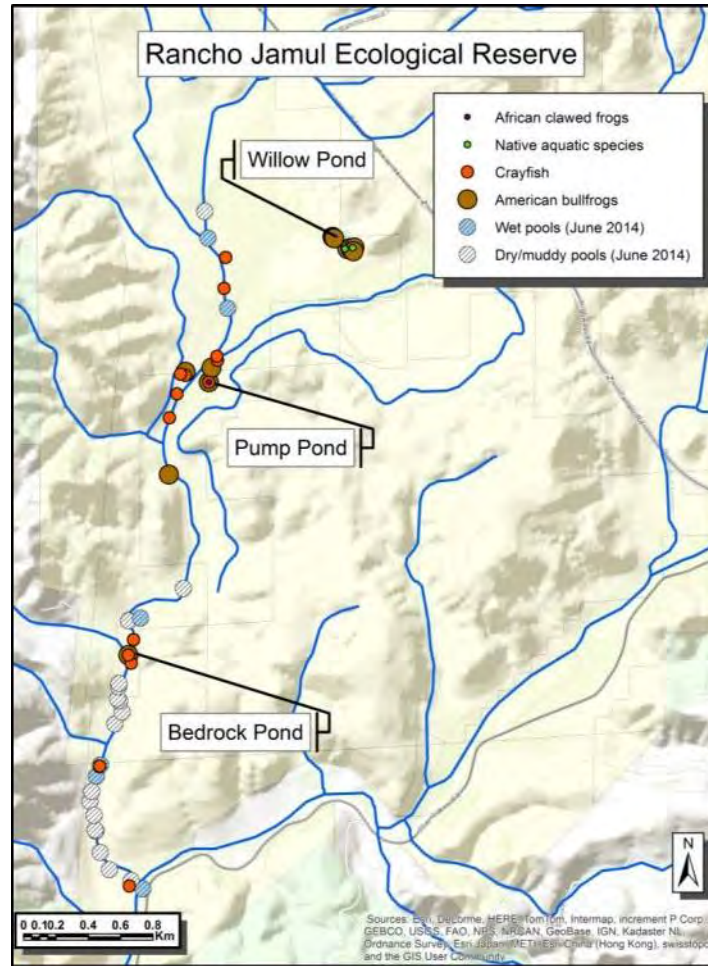 Rancho Jamul Ecological Reserve
African clawed frogs
Native aquatic species
Crayfish
American bullfrogs
Wet pools (June 2014)
Dry/muddy pools (June 2014)
Willow Pond
Pump Pond
Bedrock Pond
N
0 0.1 0.2 0.4 0.6 0.8
Km
Sources: Esri, DeLorme, HERE, TomTom, Intermap, increment P Corp.,
GEBCO, USGS, FAO, NPS, NRCAN, GeoBase, IGN, Kadaster NL,
Ordnance Survey, Esri Japan, METI, Esri China (Hong Kong), swisstopo
and the GIS User Community